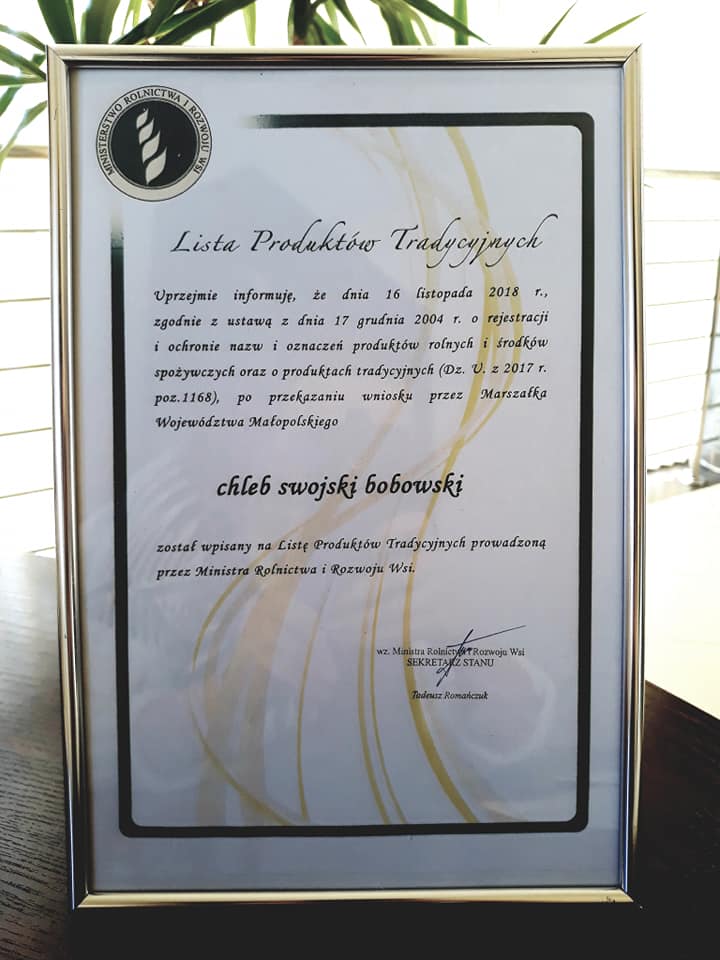 MINISTERSTWO ROLNICTWA I ROZWOJU WSI
Lista Produktów Tradycyjnych
Uprzejmie informuję, że dnia 16 listopada 2018 r.,
zgodnie z ustawą z dnia 17 grudnia 2004 r. o rejestracji
i ochronie nazw i oznaczeń produktów rolnych i środków
spożywczych oraz o produktach tradycyjnych (Dz. U. z 2017 r.
poz.1168), po przekazaniu wniosku przez Marszałka
Województwa Małopolskiego
chleb swojski bobowski
został wpisany na Listę Produktów Tradycyjnych prowadzoną
przez Ministra Rolnictwa i Rozwoju Wsi.
wz. Ministra Rolnictwa i Rozwoju Wsi
SEKRETARZ STANU
Tadeusz Romańczuk